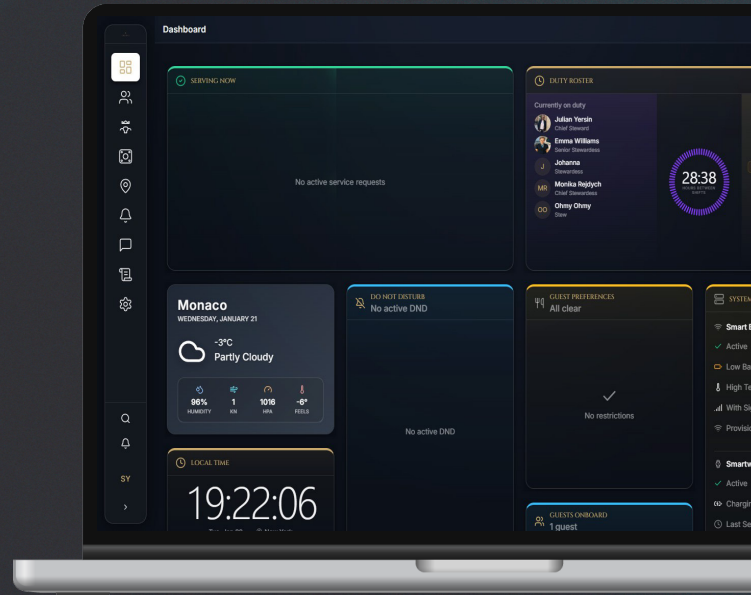 Dashboard
SERVING NOW
No active service requests
DUTY ROSTER
Currently on duty
Julian Yersin
Chief Steward
Emma Williams
Senior Stewardess
J
Johanna
Stewardess
MR
Monika Rejdych
Chief Stewardess
OO
Ohmy Ohmy
Stew
28:38
HOURS BETWEEN
SHIFTS
Monaco
WEDNESDAY, JANUARY 21
-3°C
Partly Cloudy
96%
HUMIDITY
1
KN
1016
HPA
-6°
FEELS
LOCAL TIME
19:22:06
DO NOT DISTURB
No active DND
No active DND
GUEST PREFERENCES
All clear
No restrictions
GUESTS ONBOARD
1 guest
SYSTEM
Smart B
Active
Low Ba
High Te
With Si
Provisi
Smartw
Active
Chargin
Last Se
SY